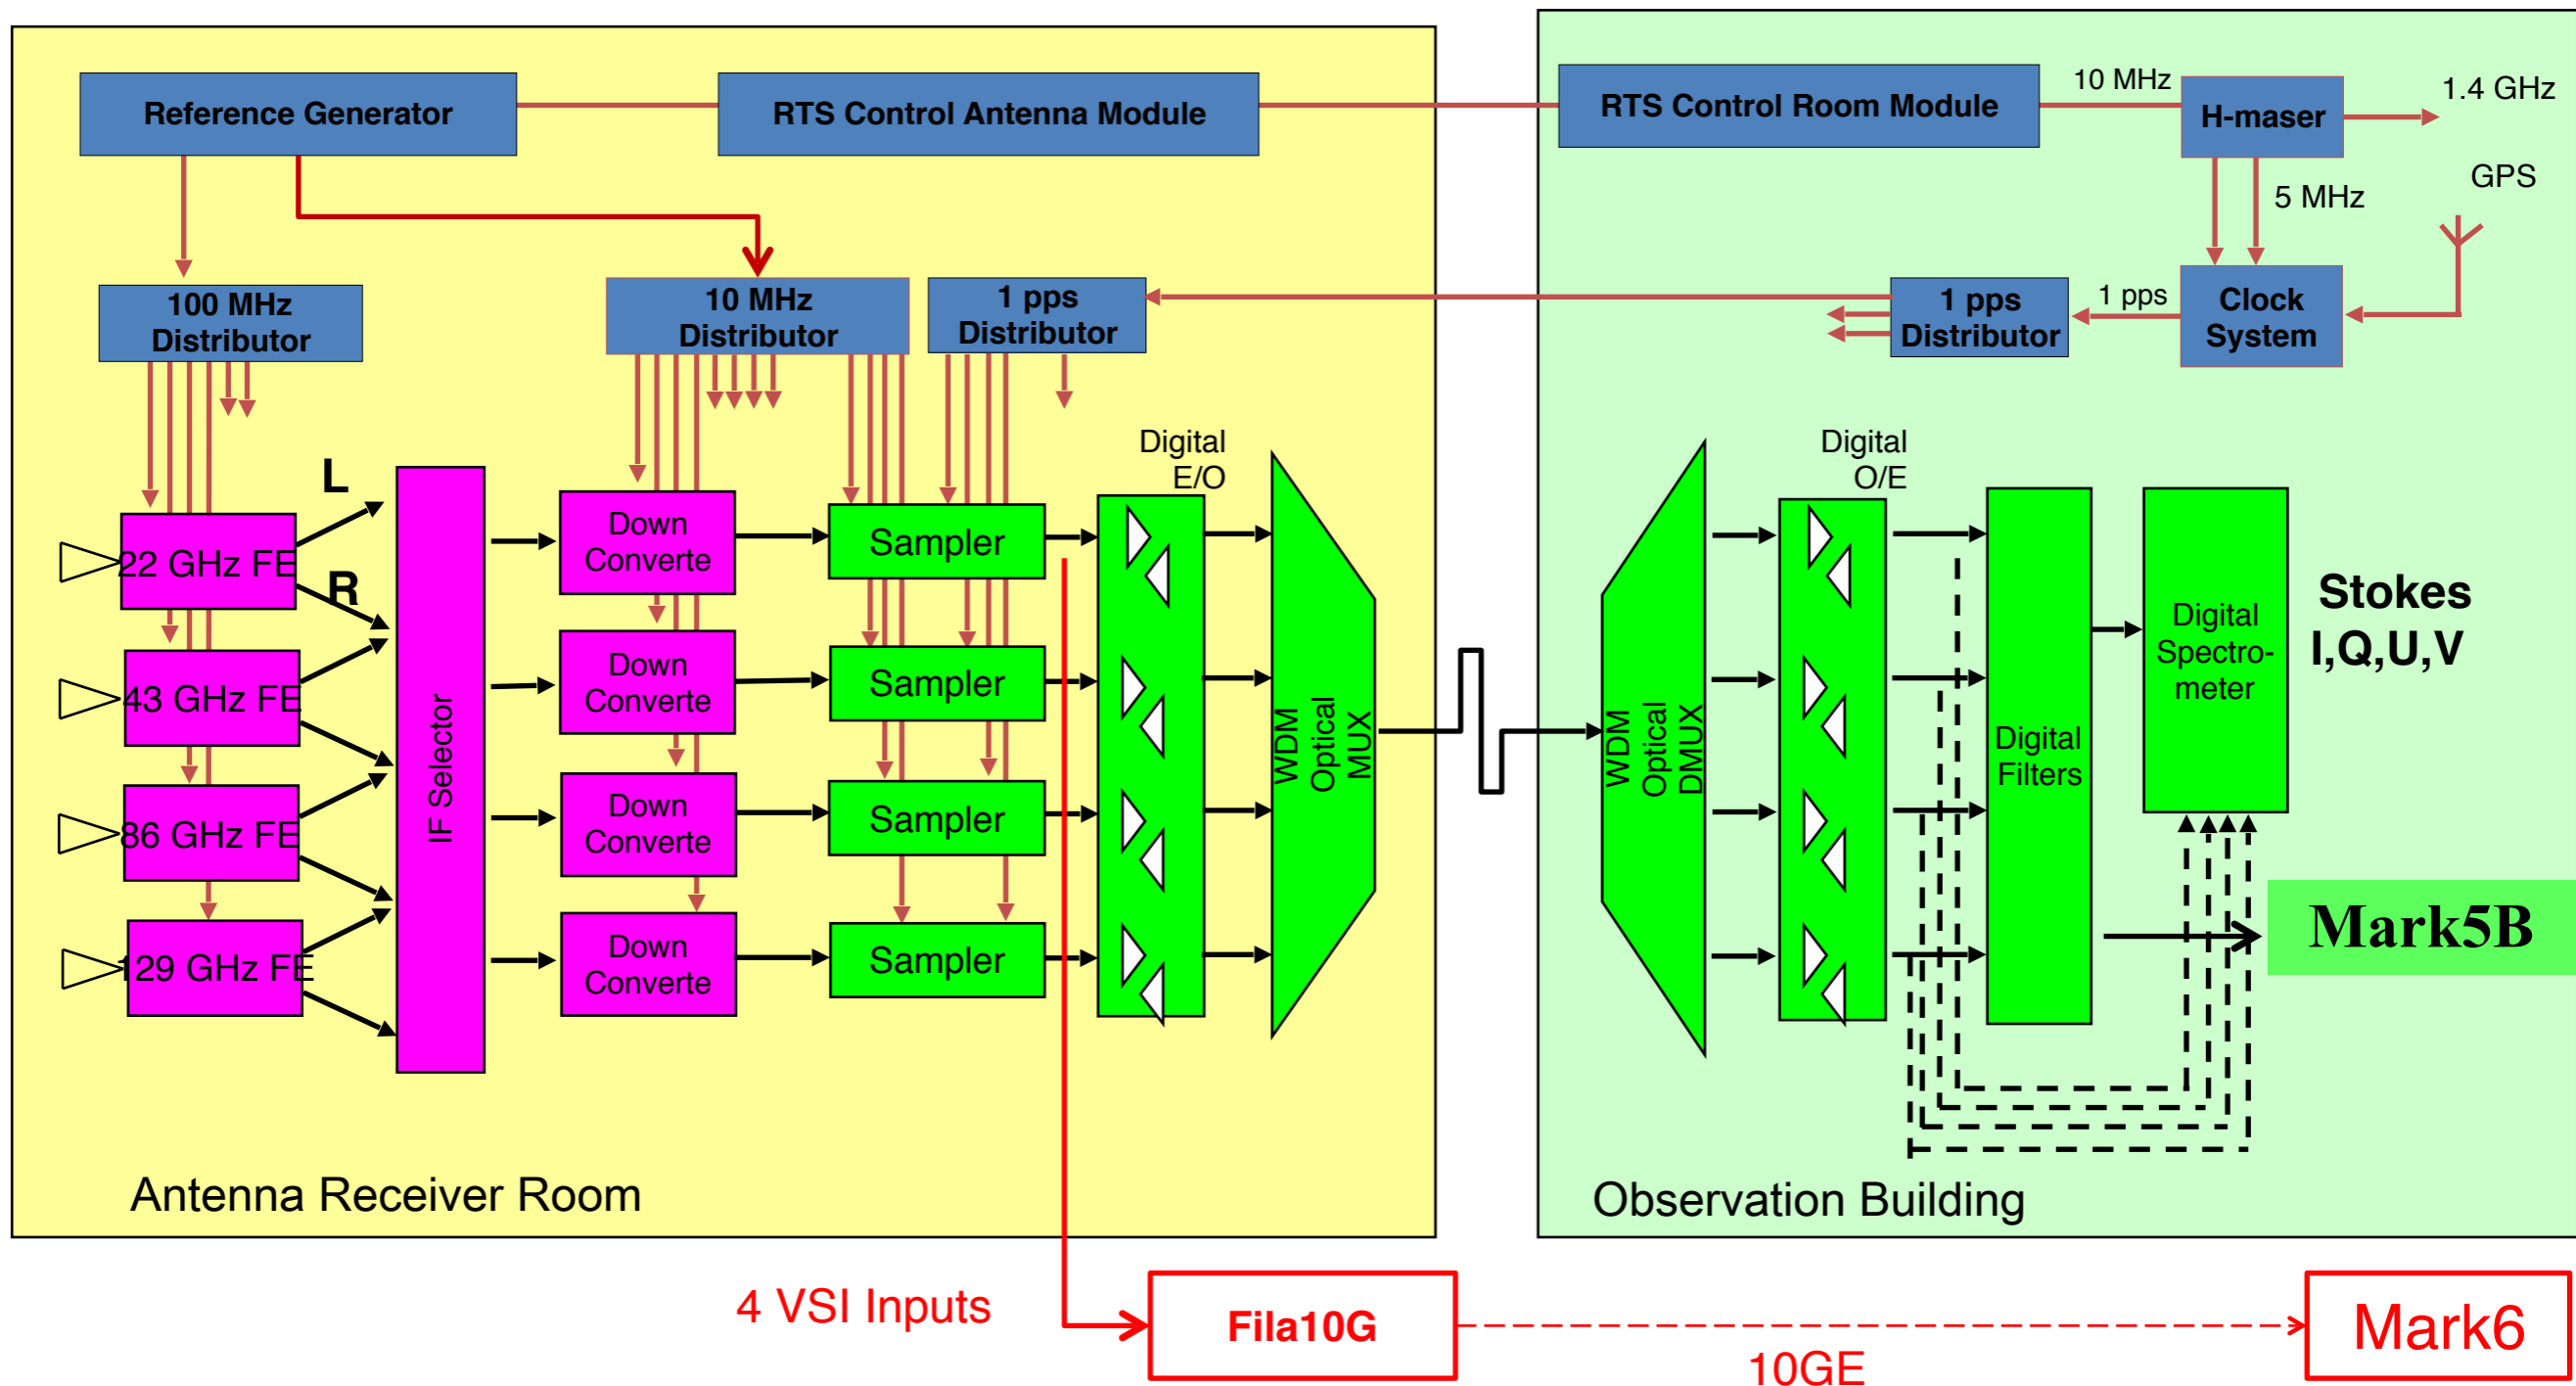 Reference Generator
RTS Control Antenna Module
RTS Control Room Module
10 MHz
H-maser
1.4 GHz
5 MHz
GPS
100 MHz
Distributor
10 MHz
Distributor
1 pps
Distributor
1 pps
Distributor
1 pps
Clock
System
L
R
22 GHz FE
43 GHz FE
86 GHz FE
129 GHz FE
IF Selector
Down
Converte
Down
Converte
Down
Converte
Down
Converte
Sampler
Sampler
Sampler
Sampler
Digital
E/O
WDM
Optical
MUX
WDM
Optical
DMUX
Digital
O/E
Digital
Filters
Digital
Spectro-
meter
Stokes
I,Q,U,V
Mark5B
Antenna Receiver Room
Observation Building
4 VSI Inputs
Fila10G
10GE
Mark6